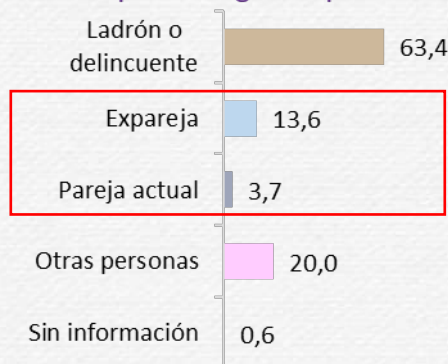 Ladrón o
delincuente
63,4
Expareja
13,6
Pareja actual
3,7
Otras personas
20,0
Sin información
0,6